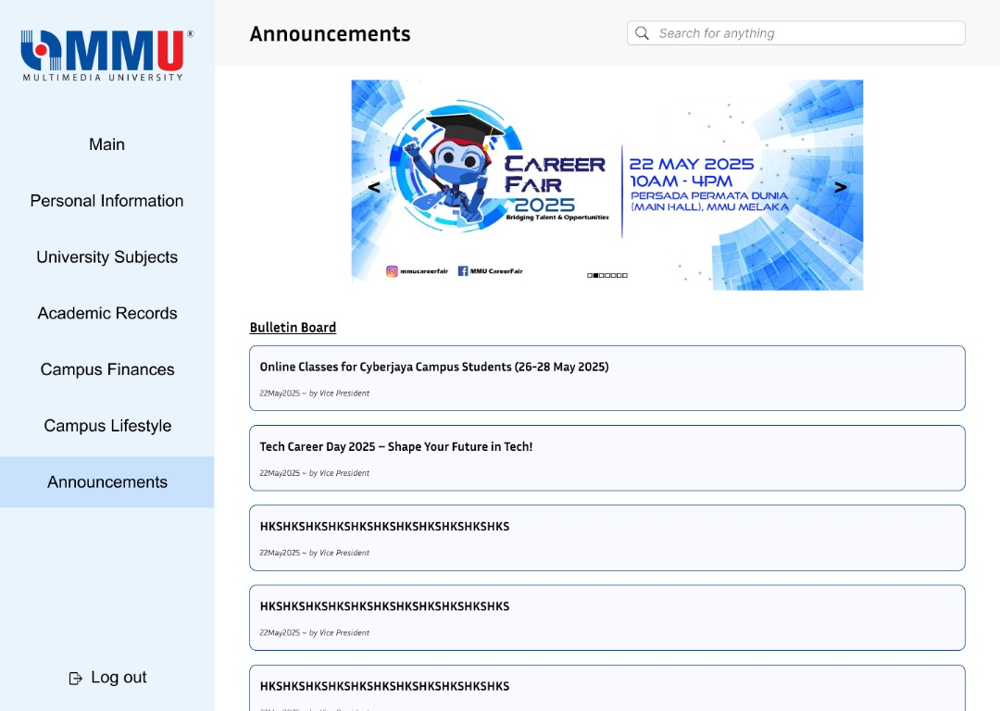 MMU®
MULTIMEDIA UNIVERSITY
Main
Personal Information
University Subjects
Academic Records
Campus Finances
Campus Lifestyle
Announcements
Log out
Announcements
Search for anything
<
CAREER
FAIR
2025
Bridging Talent & Opportunities
22 MAY 2025
10AM - 4PM
PERSADA PERMATA DUNIA
(MAIN HALL), MMU MELAKA
>
mmucareerfair MMU CareerFair
Bulletin Board
Online Classes for Cyberjaya Campus Students (26-28 May 2025)
22May2025 ~ by Vice President
Tech Career Day 2025 – Shape Your Future in Tech!
22May2025 ~ by Vice President
HKSHKSHKSHKSHKSHKSHKSHKSHKSHKSHKS
22May2025 ~ by Vice President
HKSHKSHKSHKSHKSHKSHKSHKSHKSHKSHKS
22May2025 ~ by Vice President
HKSHKSHKSHKSHKSHKSHKSHKSHKSHKSHKS